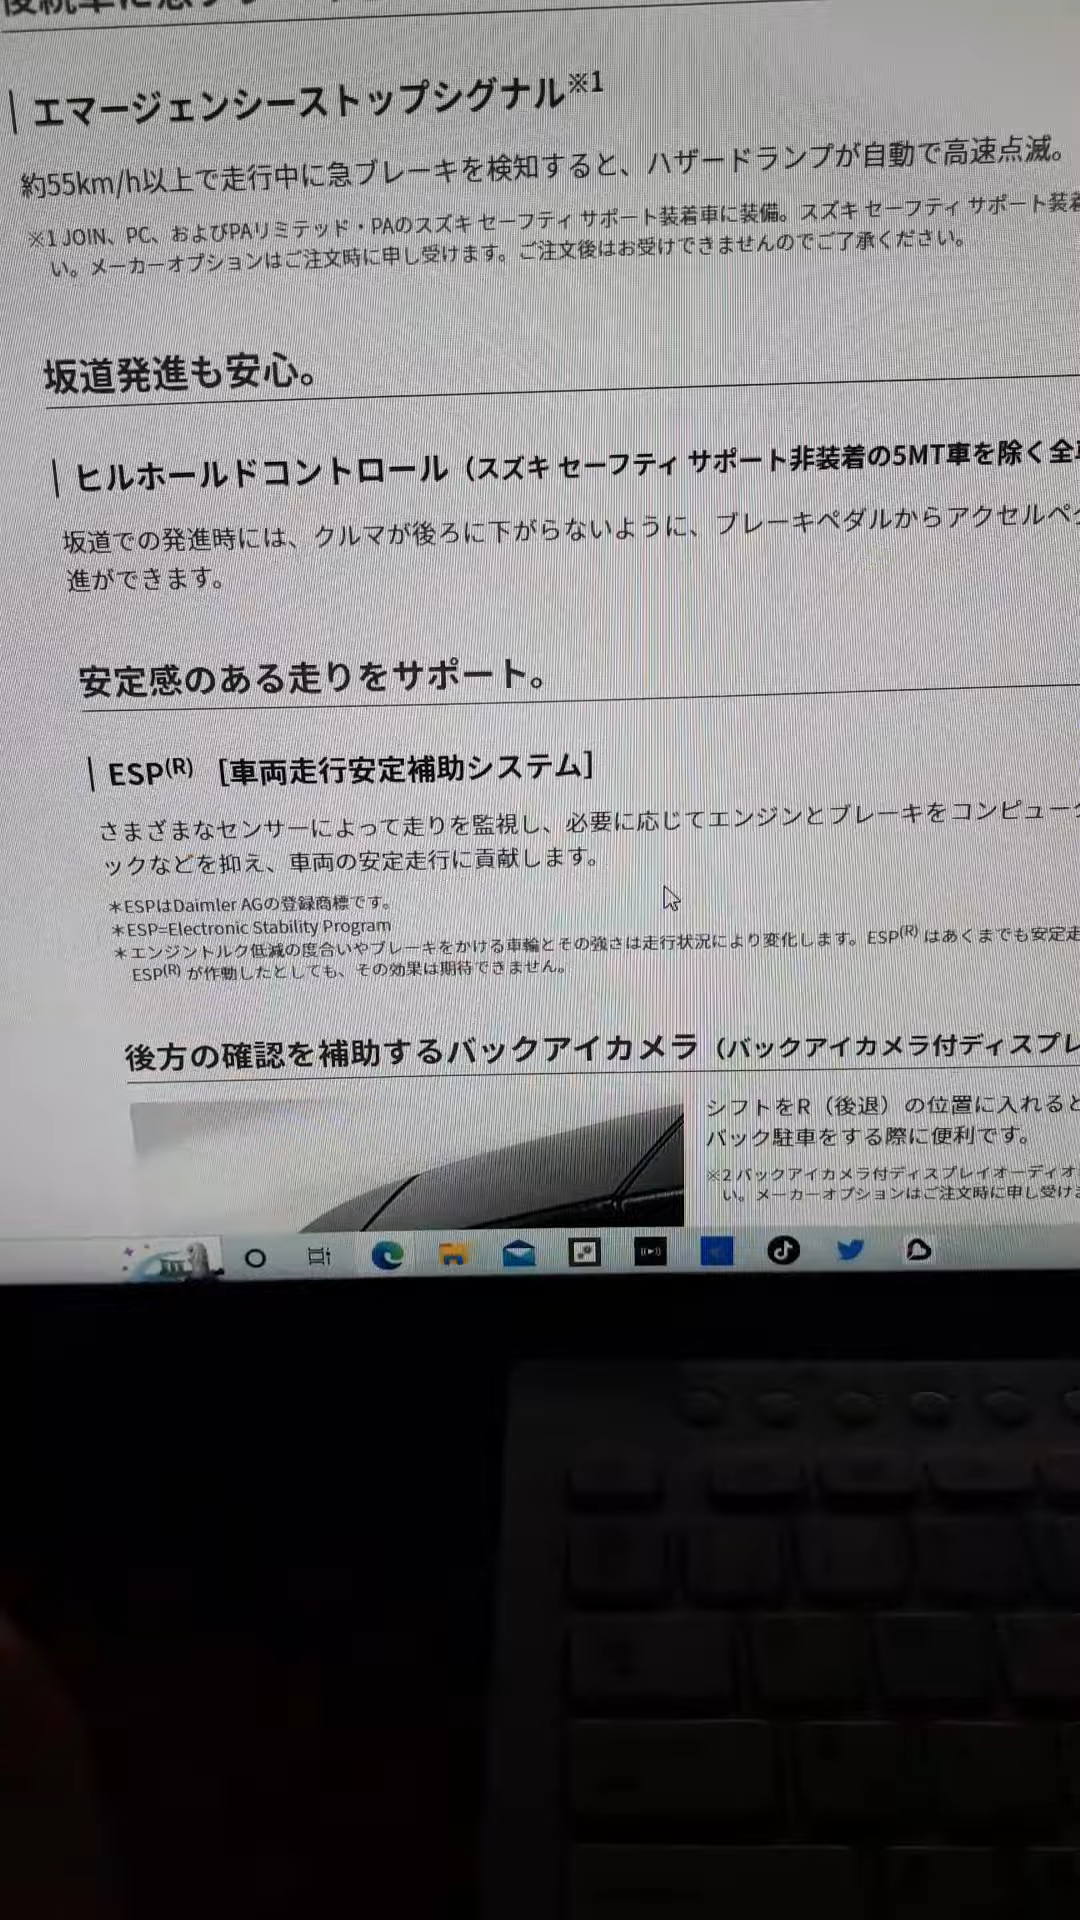 エマージェンシーストップシグナル※1
約55km/h以上で走行中に急ブレーキを検知すると、ハザードランプが自動で高速点滅。
※1 JOIN、PC、およびPAリミテッド・PAのスズキ セーフティ サポート装着車に装備。スズキ セーフティ サポート装着
い。メーカーオプションはご注文時に申し受けます。ご注文後はお受けできませんのでご了承ください。
坂道発進も安心。
ヒルホールドコントロール（スズキ セーフティ サポート非装着の5MT車を除く全
坂道での発進時には、クルマが後ろに下がらないように、ブレーキペダルからアクセルペ
進ができます。
安定感のある走りをサポート。
ESP(R) ［車両走行安定補助システム］
さまざまなセンサーによって走りを監視し、必要に応じてエンジンとブレーキをコンピュー
ックなどを抑え、車両の安定走行に貢献します。
＊ESPはDaimler AGの登録商標です。
＊ESP=Electronic Stability Program
＊エンジントルク低減の度合いやブレーキをかける車輪とその強さは走行状況により変化します。ESP(R) はあくまでも安定走
ESP(R) が作動したとしても、その効果は期待できません。
後方の確認を補助するバックアイカメラ（バックアイカメラ付ディスプレ
シフトをR（後退）の位置に入れると
バック駐車をする際に便利です。
※2 バックアイカメラ付ディスプレイオーディオ
い。メーカーオプションはご注文時に申し受け